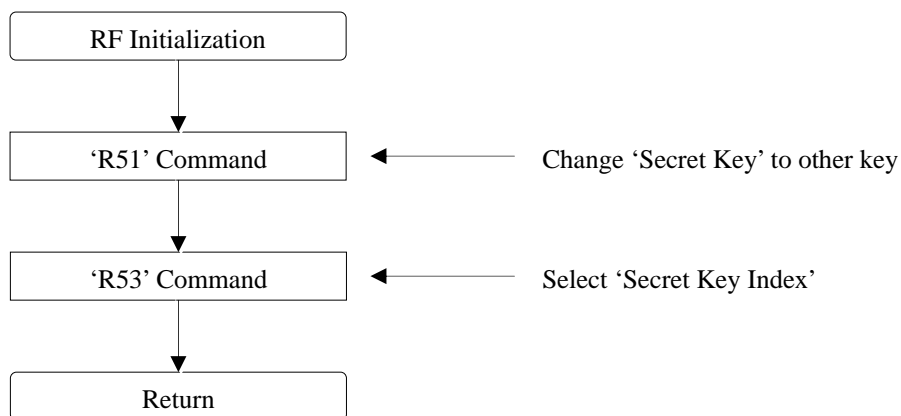 RF Initialization
‘R51’ Command
Change ‘Secret Key’ to other key
‘R53’ Command
Select ‘Secret Key Index’
Return